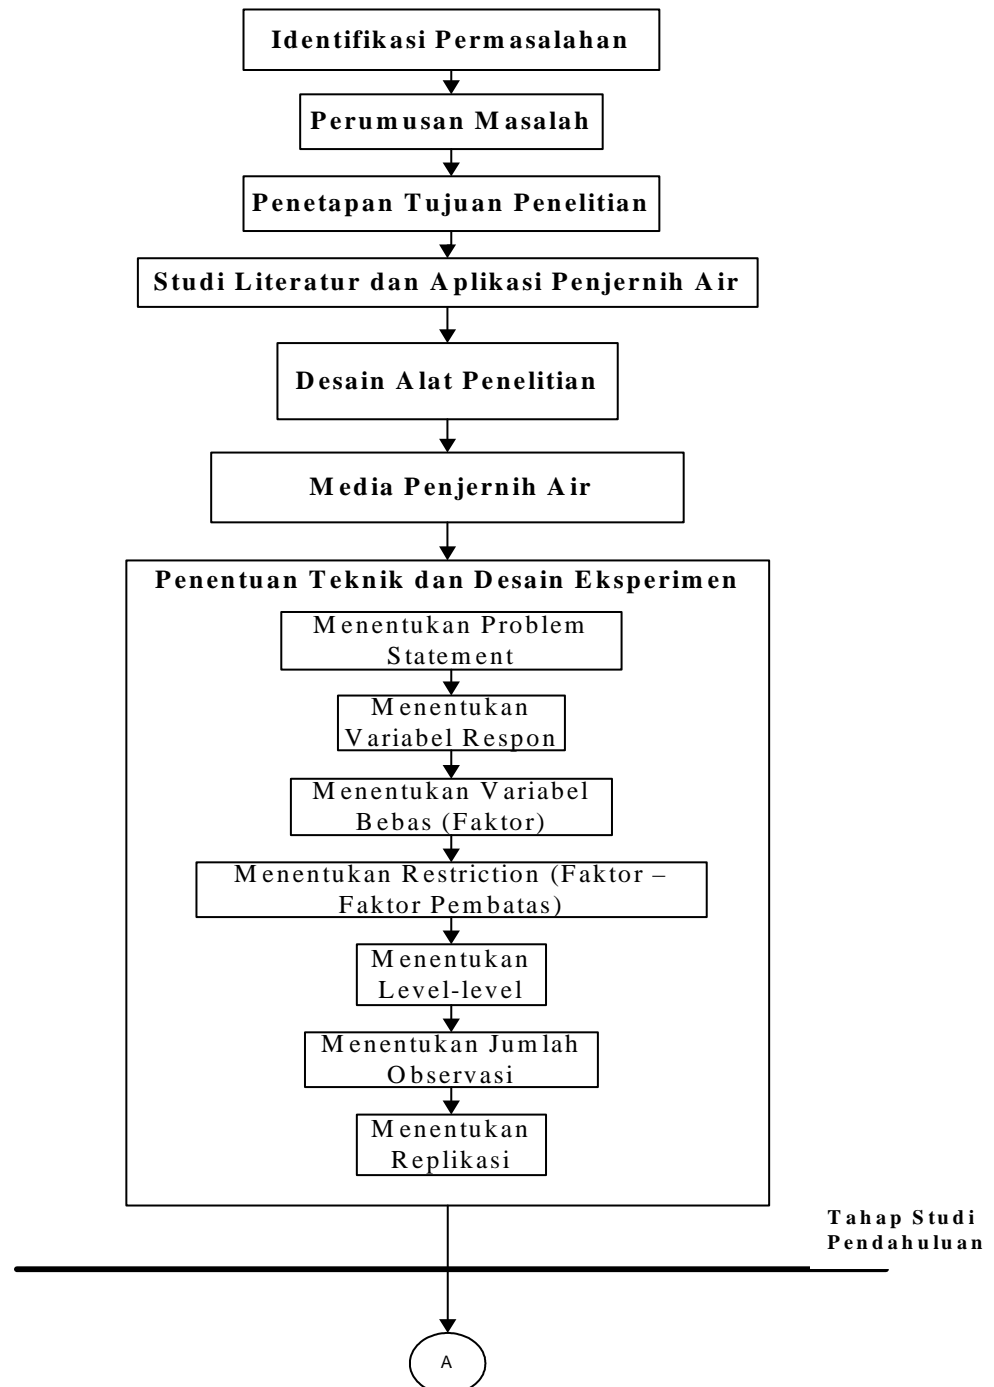 Identifikasi Permasalahan
Perumusan Masalah
Penetapan Tujuan Penelitian
Studi Literatur dan Aplikasi Penjernih Air
Desain Alat Penelitian
Media Penjernih Air
Penentuan Teknik dan Desain Eksperimen
Menentukan Problem
Statement
Menentukan
Variabel Respon
Menentukan Variabel
Bebas (Faktor)
Menentukan Restriction (Faktor –
Faktor Pembatas)
Menentukan
Level-level
Menentukan Jumlah
Observasi
Menentukan
Replikasi
Tahap Studi
Pendahuluan
A